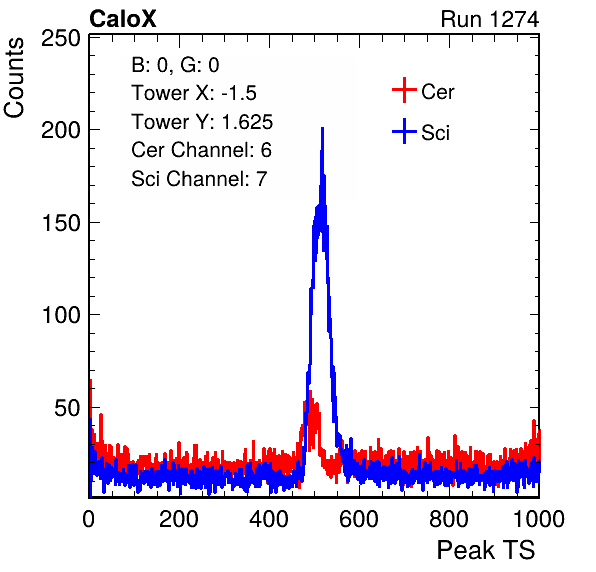 CaloX Run 1274
Counts
250
200
150
100
50
B: 0, G: 0
Tower X: -1.5
Tower Y: 1.625
Cer Channel: 6
Sci Channel: 7
Cer
Sci
0 200 400 600 800 1000
Peak TS